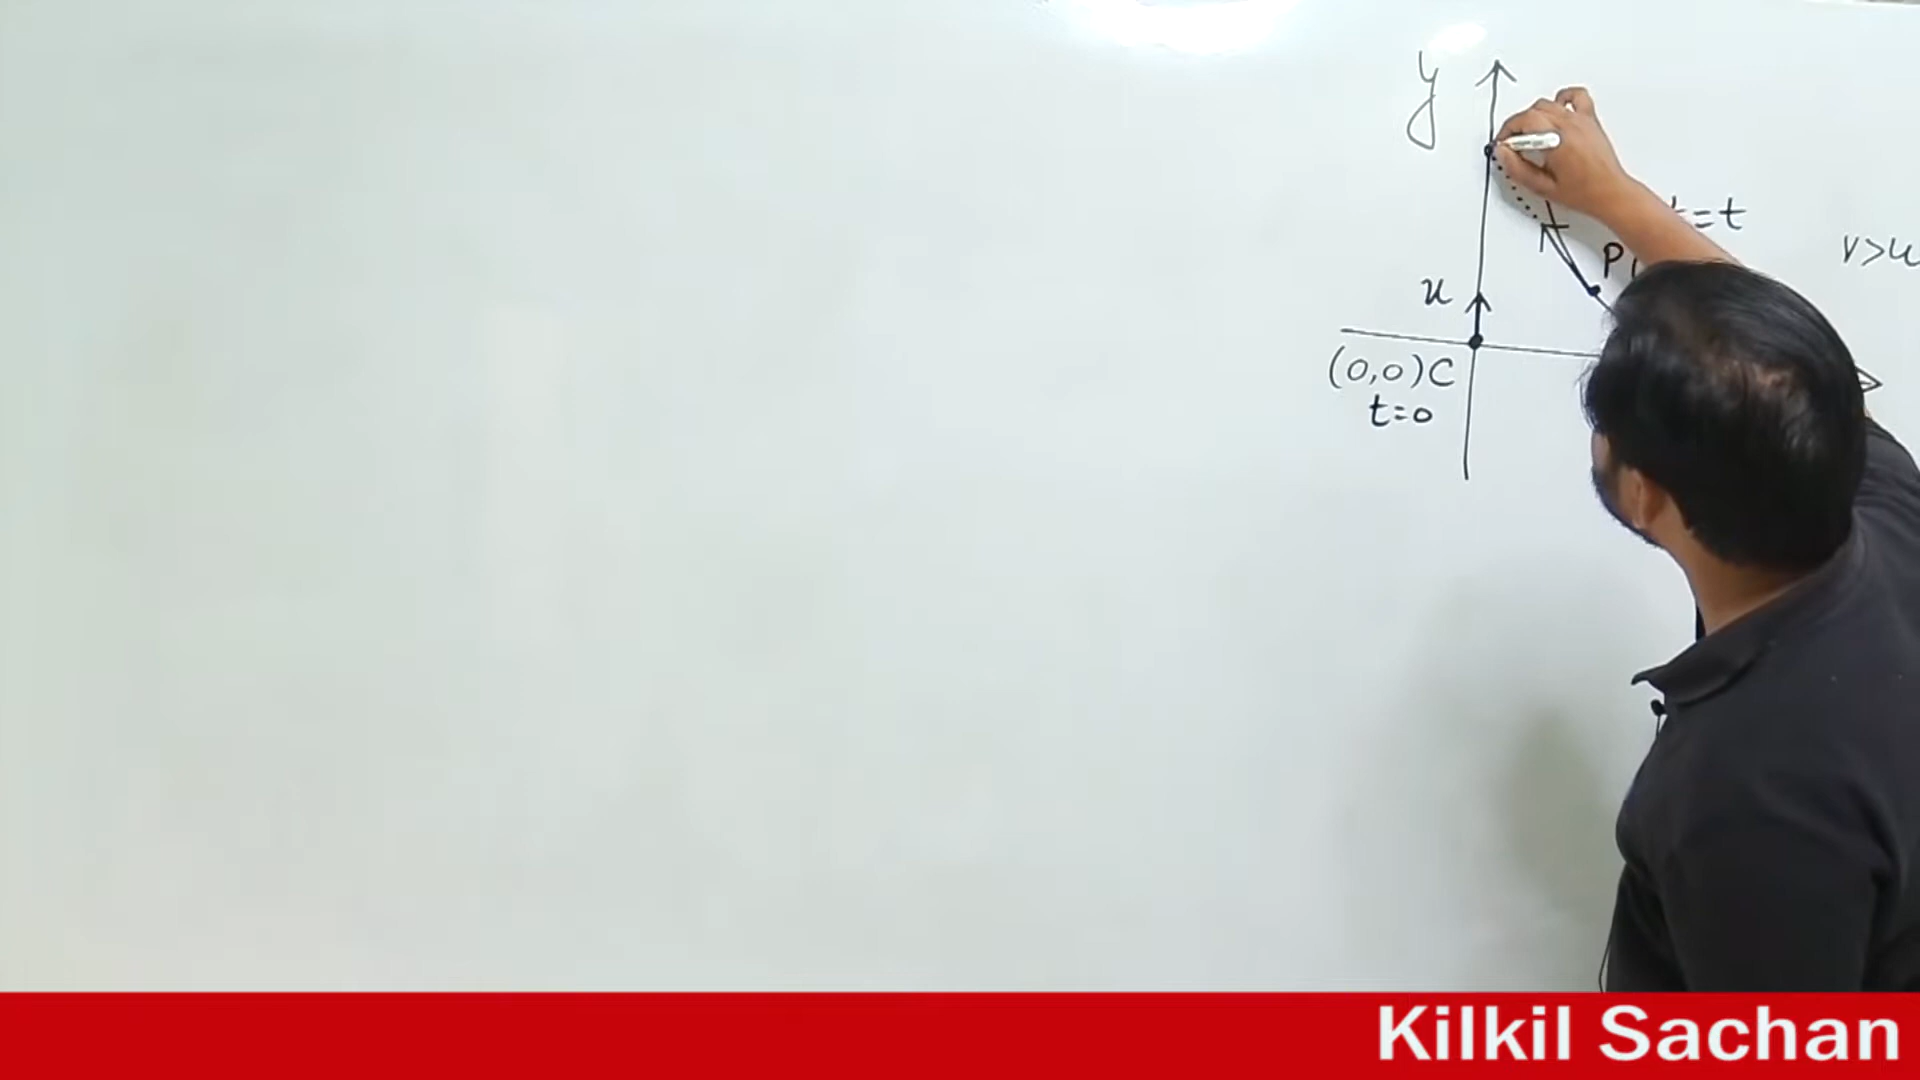 y
t=t
P(
v>u
u
(0,0)C
t=0
Kilkil Sachan